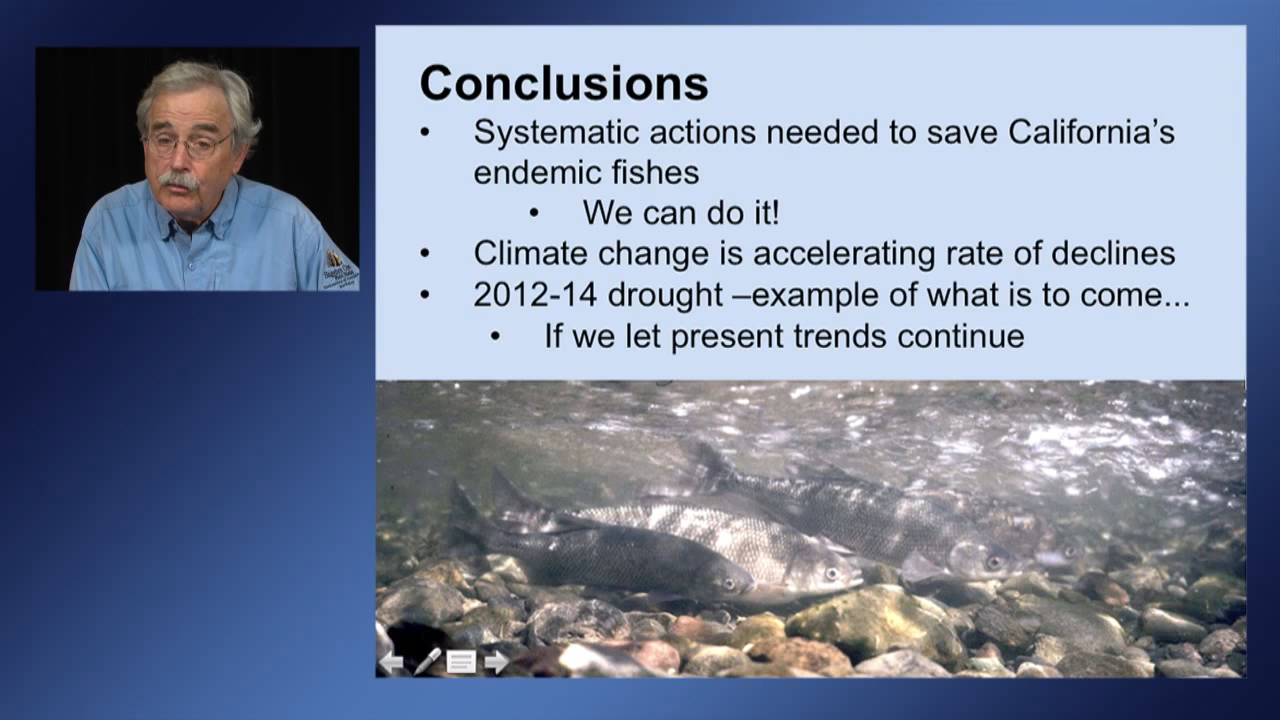 Conclusions
• Systematic actions needed to save California’s
endemic fishes
• We can do it!
• Climate change is accelerating rate of declines
• 2012-14 drought –example of what is to come...
• If we let present trends continue